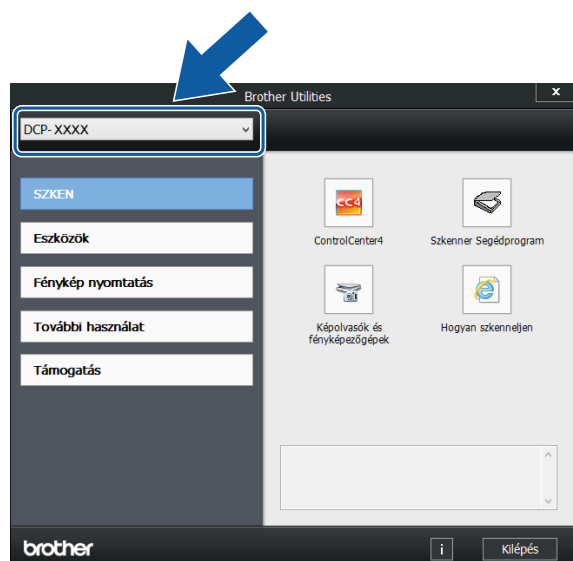 Brother Utilities
x
DCP-XXXX
SZKEN
Eszközök
Fénykép nyomtatás
További használat
Támogatás
CC4
ControlCenter4
Szkenner Segédprogram
Képolvasók és
fényképezőgépek
Hogyan szkenneljen
brother
i
Kilépés